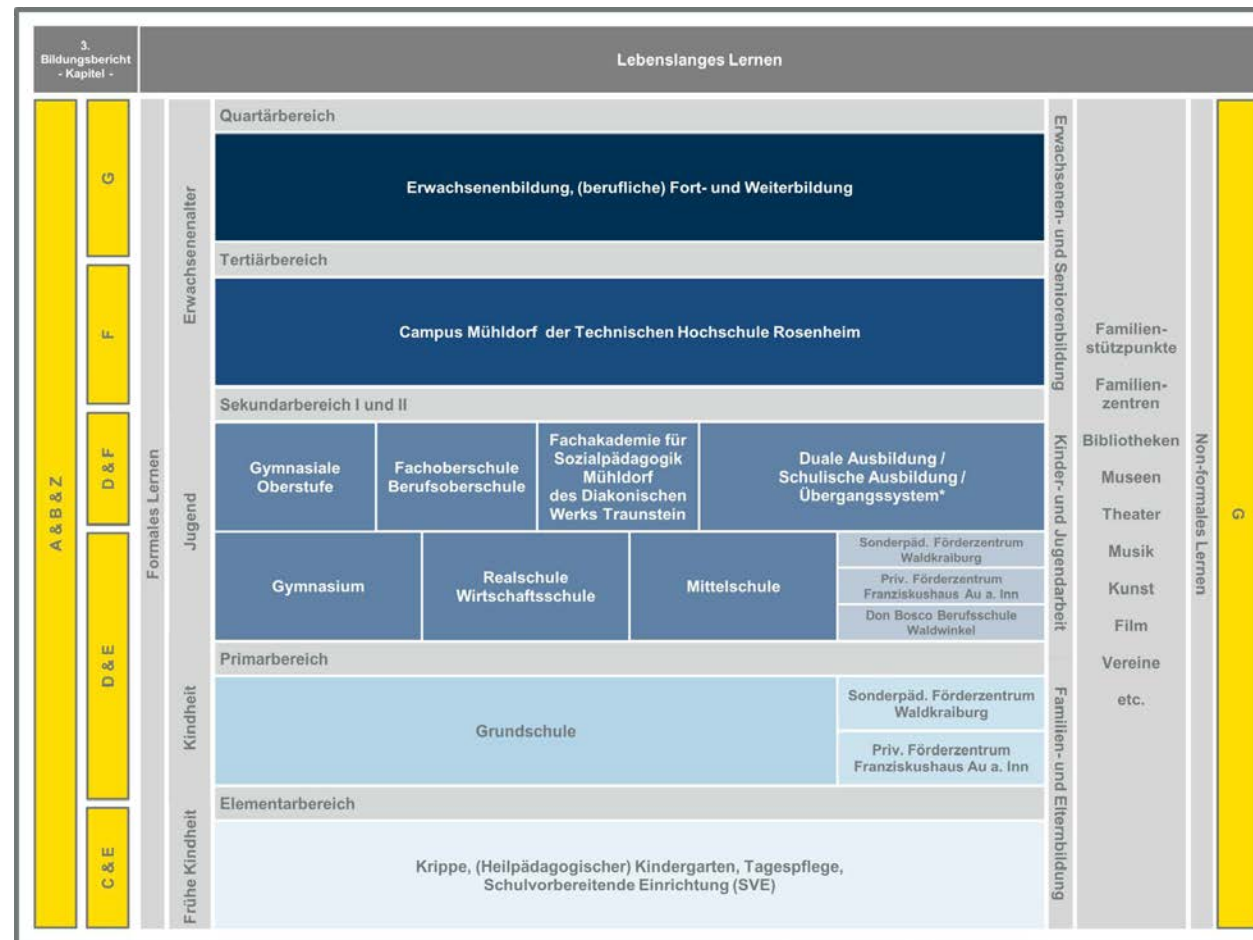 3.
Bildungsbericht
- Kapitel -
Lebenslanges Lernen
A & B & Z
G
F
D & F
D & E
C & E
Formales Lernen
Erwachsenenalter
Jugend
Kindheit
Frühe Kindheit
Quartärbereich
Erwachsenenbildung, (berufliche) Fort- und Weiterbildung
Tertiärbereich
Campus Mühldorf der Technischen Hochschule Rosenheim
Sekundarbereich I und II
Gymnasiale
Oberstufe
Fachoberschule
Berufsoberschule
Fachakademie für
Sozialpädagogik
Mühldorf
des Diakonischen
Werks Traunstein
Duale Ausbildung /
Schulische Ausbildung /
Übergangssystem*
Gymnasium
Realschule
Wirtschaftsschule
Mittelschule
Sonderpäd. Förderzentrum
Waldkraiburg
Priv. Förderzentrum
Franziskushaus Au a. Inn
Don Bosco Berufsschule
Waldwinkel
Primarbereich
Grundschule
Sonderpäd. Förderzentrum
Waldkraiburg
Priv. Förderzentrum
Franziskushaus Au a. Inn
Elementarbereich
Krippe, (Heilpädagogischer) Kindergarten, Tagespflege,
Schulvorbereitende Einrichtung (SVE)
Erwachsenen- und Seniorenbildung
Kinder- und Jugendarbeit
Familien- und Elternbildung
Familien-
stützpunkte
Familien-
zentren
Bibliotheken
Museen
Theater
Musik
Kunst
Film
Vereine
etc.
Non-formales Lernen
G